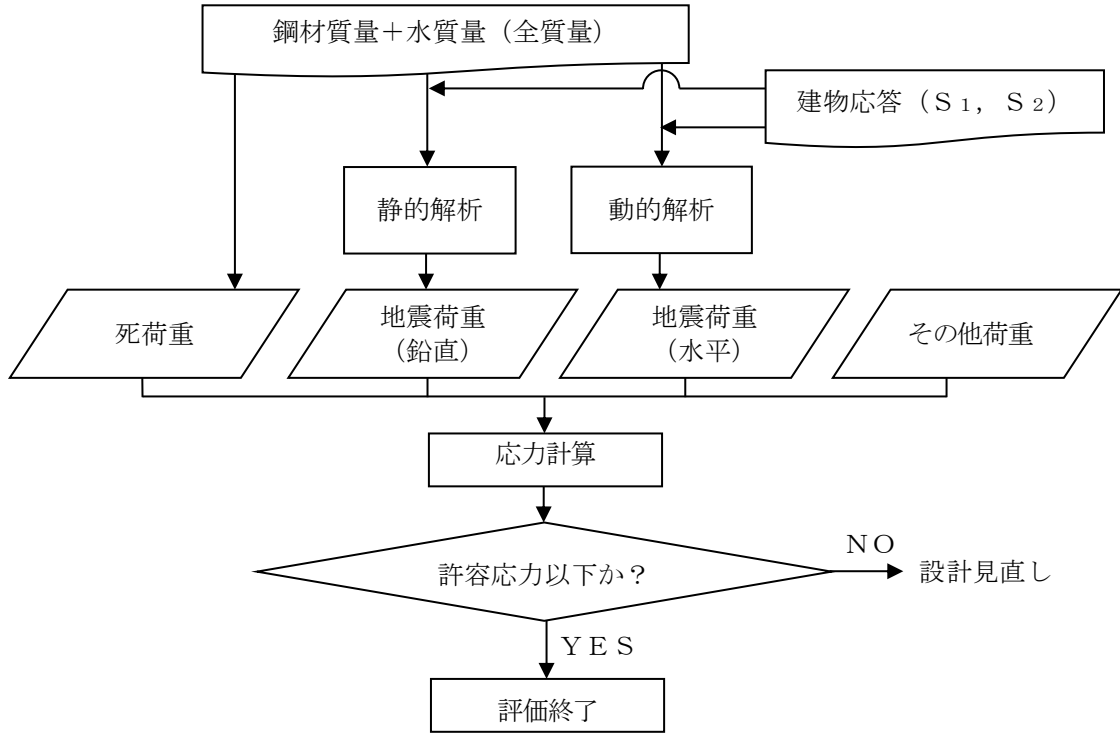 鋼材質量＋水質量（全質量）
建物応答（Ｓ₁，Ｓ₂）
静的解析
動的解析
死荷重
地震荷重
（鉛直）
地震荷重
（水平）
その他荷重
応力計算
許容応力以下か？
ＮＯ
設計見直し
ＹＥＳ
評価終了